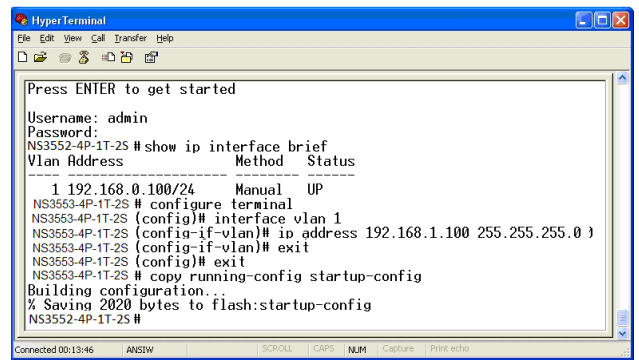 HyperTerminal
File Edit View Call Transfer Help
Press ENTER to get started
Username: admin
Password:
NS3552-4P-1T-2S # show ip interface brief
Vlan Address Method Status
---- -------------------- -------- ------
1 192.168.0.100/24 Manual UP
NS3553-4P-1T-2S # configure terminal
NS3553-4P-1T-2S (config)# interface vlan 1
NS3553-4P-1T-2S (config-if-vlan)# ip address 192.168.1.100 255.255.255.0
NS3553-4P-1T-2S (config-if-vlan)# exit
NS3553-4P-1T-2S (config)# exit
NS3553-4P-1T-2S # copy running-config startup-config
Building configuration...
% Saving 2020 bytes to flash:startup-config
NS3552-4P-1T-2S #
Connected 00:13:46 ANSIW SCROLL CAPS NUM Capture Print echo